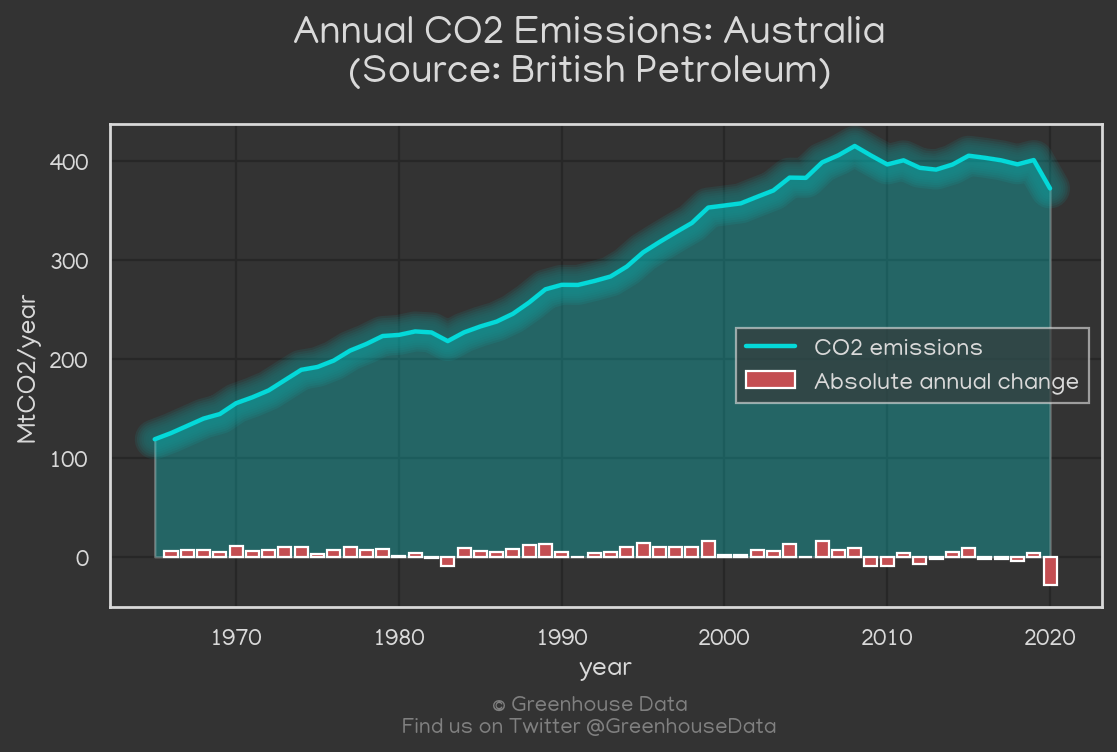 Annual CO2 Emissions: Australia
(Source: British Petroleum)
MtCO2/year
400
300
200
100
0
CO2 emissions
Absolute annual change
1970
1980
1990
2000
2010
2020
year
© Greenhouse Data
Find us on Twitter @GreenhouseData